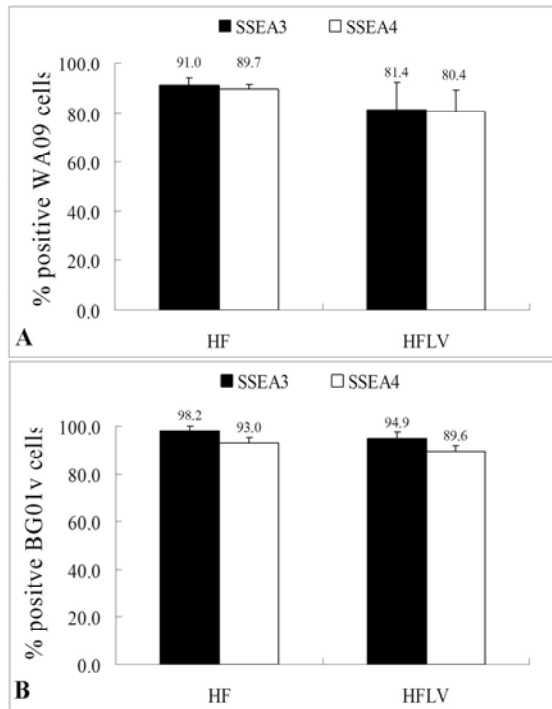 SSEA3 SSEA4
91.0 89.7 81.4 80.4
100.0
80.0
60.0
40.0
20.0
0.0
% positive WA09 cells
A
HF HFLV
SSEA3 SSEA4
98.2 93.0 94.9 89.6
100.0
80.0
60.0
40.0
20.0
0.0
% positve BG01v cells
B
HF HFLV